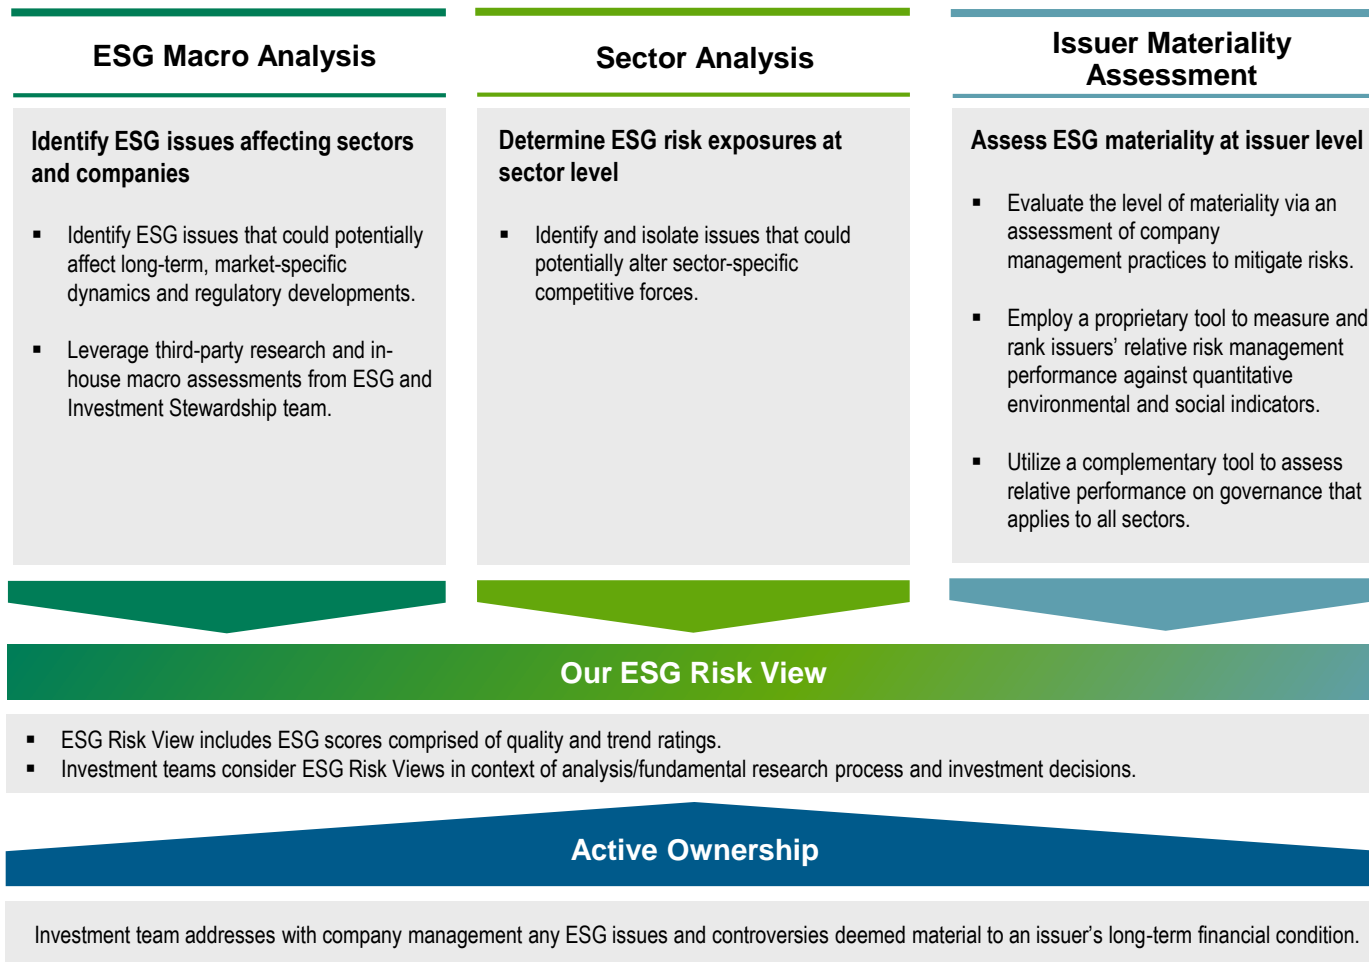 ESG Macro Analysis
Identify ESG issues affecting sectors
and companies
▪ Identify ESG issues that could potentially
affect long-term, market-specific
dynamics and regulatory developments.
▪ Leverage third-party research and in-
house macro assessments from ESG and
Investment Stewardship team.
Sector Analysis
Determine ESG risk exposures at
sector level
▪ Identify and isolate issues that could
potentially alter sector-specific
competitive forces.
Issuer Materiality
Assessment
Assess ESG materiality at issuer level
▪ Evaluate the level of materiality via an
assessment of company
management practices to mitigate risks.
▪ Employ a proprietary tool to measure and
rank issuers’ relative risk management
performance against quantitative
environmental and social indicators.
▪ Utilize a complementary tool to assess
relative performance on governance that
applies to all sectors.
Our ESG Risk View
▪ ESG Risk View includes ESG scores comprised of quality and trend ratings.
▪ Investment teams consider ESG Risk Views in context of analysis/fundamental research process and investment decisions.
Active Ownership
Investment team addresses with company management any ESG issues and controversies deemed material to an issuer’s long-term financial condition.